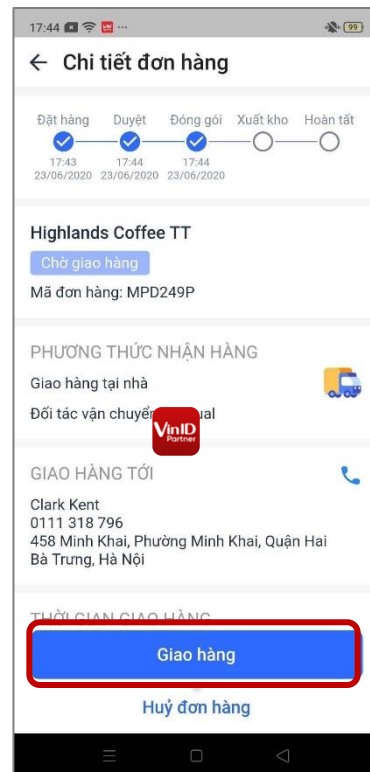 17:44
99
Chi tiết đơn hàng
Đặt hàng Duyệt Đóng gói Xuất kho Hoàn tất
17:43 17:44 17:44
23/06/2020 23/06/2020 23/06/2020
Highlands Coffee TT
Chờ giao hàng
Mã đơn hàng: MPD249P
PHƯƠNG THỨC NHẬN HÀNG
Giao hàng tại nhà
Đối tác vận chuyển
VinID
Partner
GIAO HÀNG TỚI
Clark Kent
0111 318 796
458 Minh Khai, Phường Minh Khai, Quận Hai
Bà Trưng, Hà Nội
THỜI GIAN GIAO HÀNG
Giao hàng
Huỷ đơn hàng